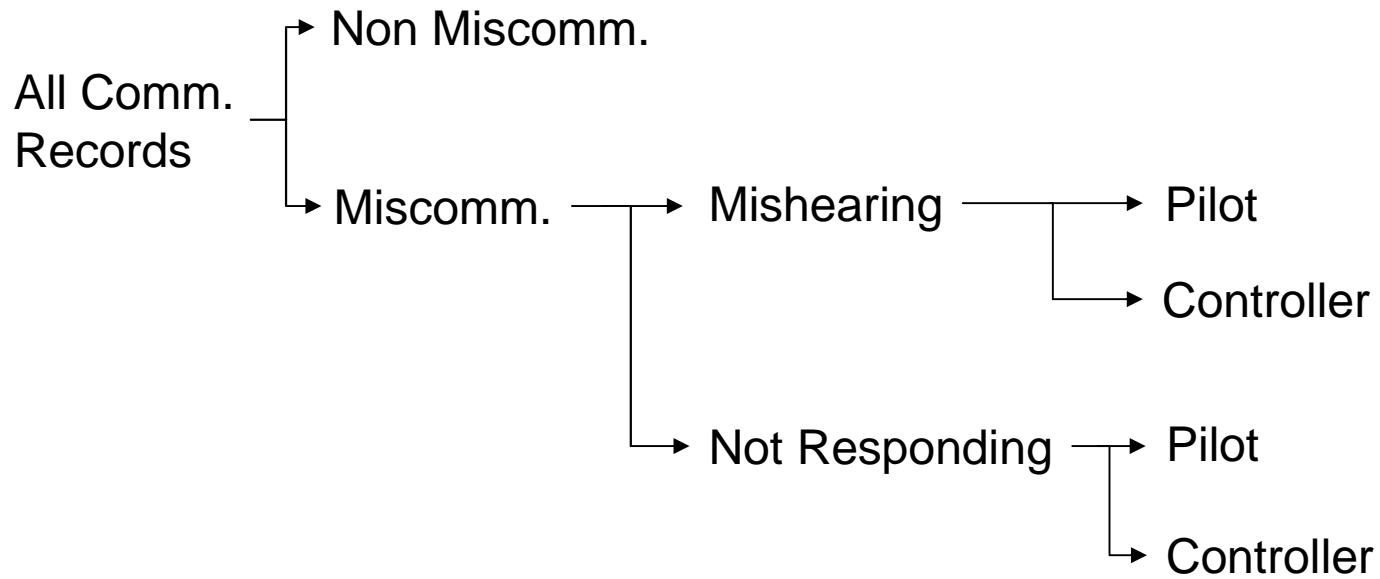 Non Miscomm.
All Comm.
Records
Miscomm.
Mishearing
Pilot
Controller
Not Responding
Pilot
Controller